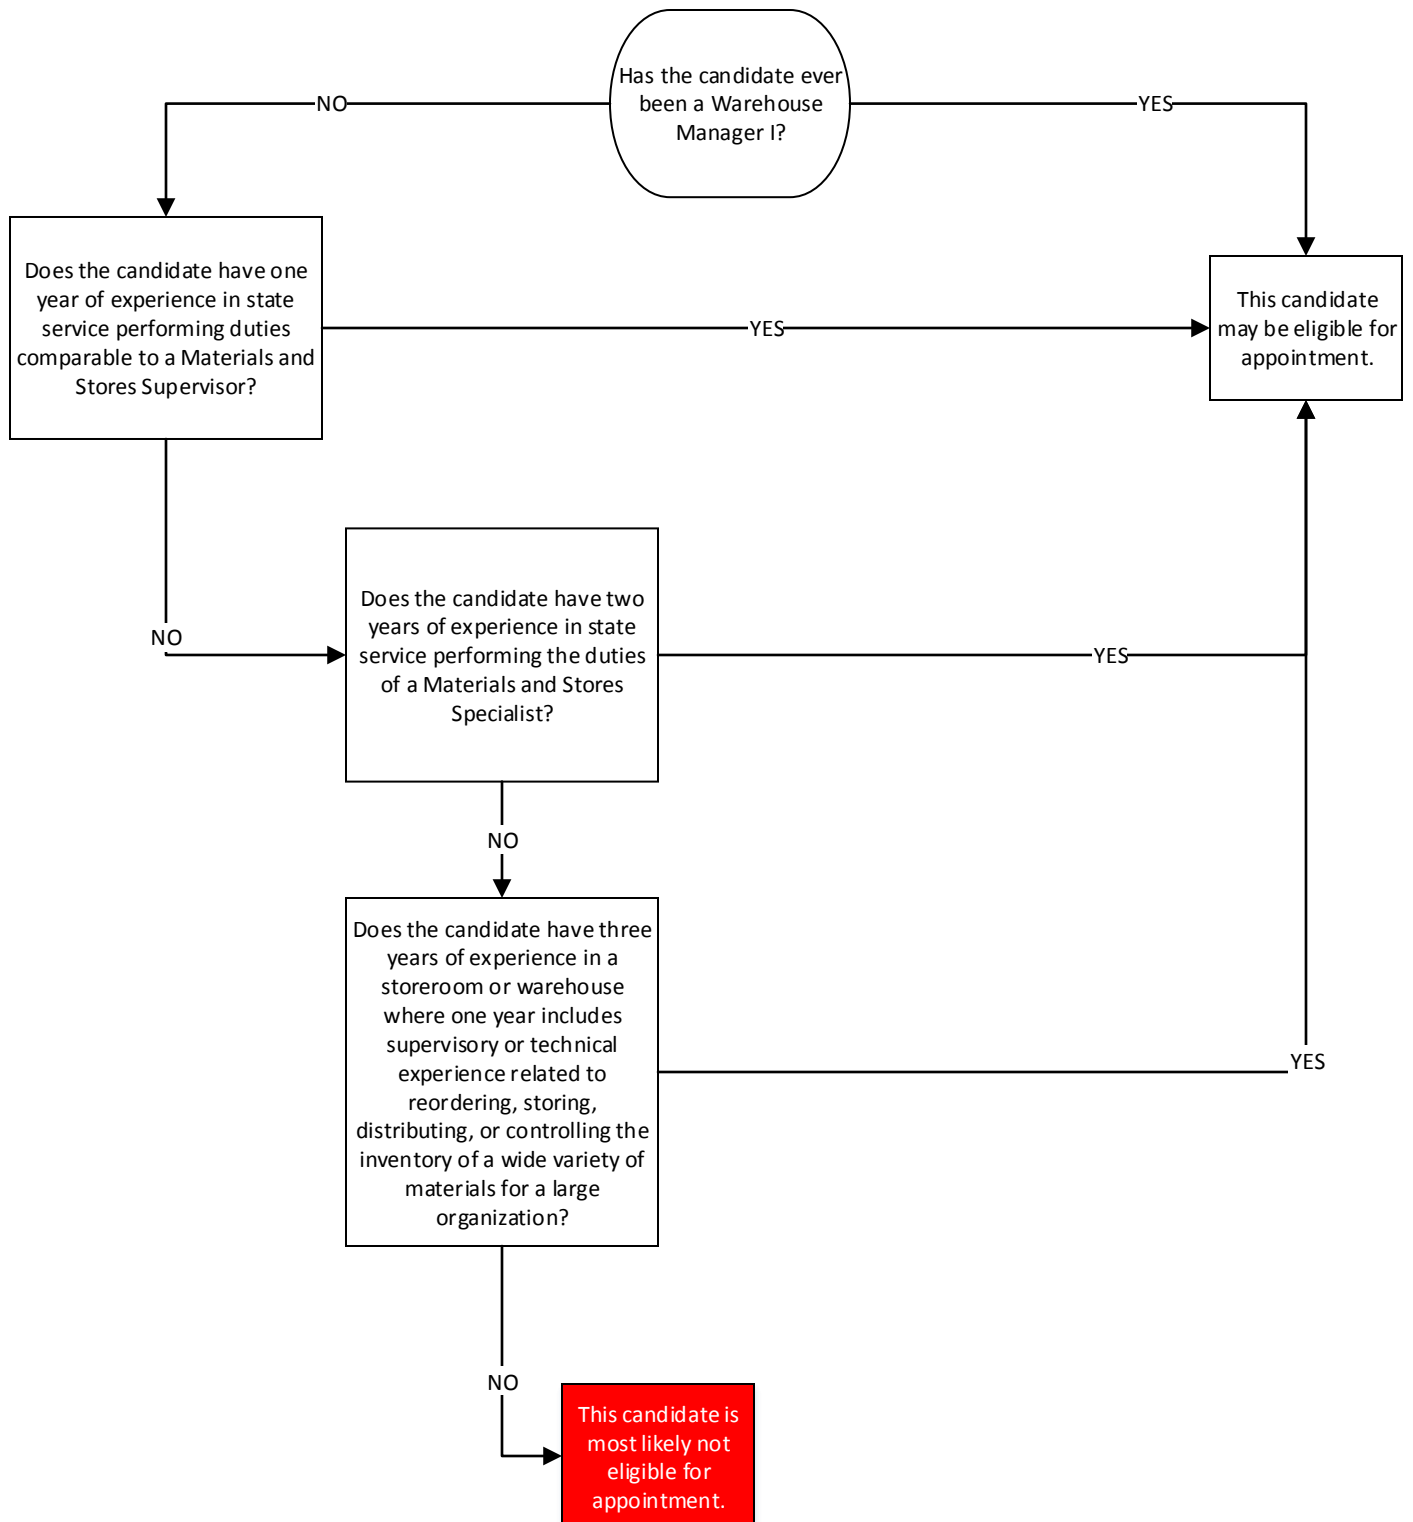 Has the candidate ever
been a Warehouse
Manager I?
NO
YES
Does the candidate have one
year of experience in state
service performing duties
comparable to a Materials and
Stores Supervisor?
YES
This candidate
may be eligible for
appointment.
NO
Does the candidate have two
years of experience in state
service performing the duties
of a Materials and Stores
Specialist?
YES
NO
Does the candidate have three
years of experience in a
storeroom or warehouse
where one year includes
supervisory or technical
experience related to
reordering, storing,
distributing, or controlling the
inventory of a wide variety of
materials for a large
organization?
YES
NO
This candidate is
most likely not
eligible for
appointment.